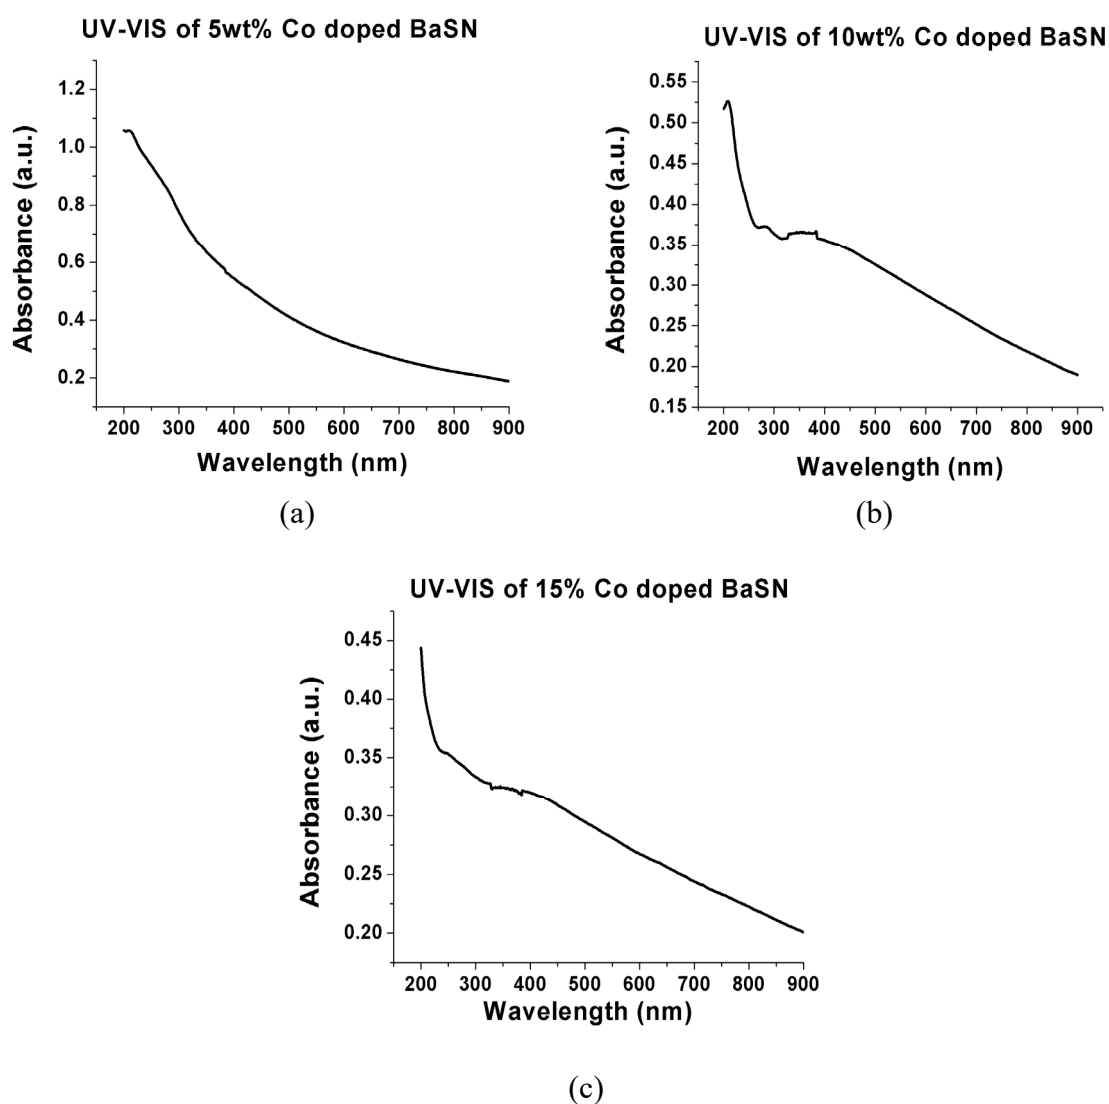 UV-VIS of 5wt% Co doped BaSN
1.2
1.0
0.8
0.6
0.4
0.2
Absorbance (a.u.)
200 300 400 500 600 700 800 900
Wavelength (nm)
(a)
UV-VIS of 10wt% Co doped BaSN
0.55
0.50
0.45
0.40
0.35
0.30
0.25
0.20
0.15
Absorbance (a.u.)
200 300 400 500 600 700 800 900
Wavelength (nm)
(b)
UV-VIS of 15% Co doped BaSN
0.45
0.40
0.35
0.30
0.25
0.20
Absorbance (a.u.)
200 300 400 500 600 700 800 900
Wavelength (nm)
(c)